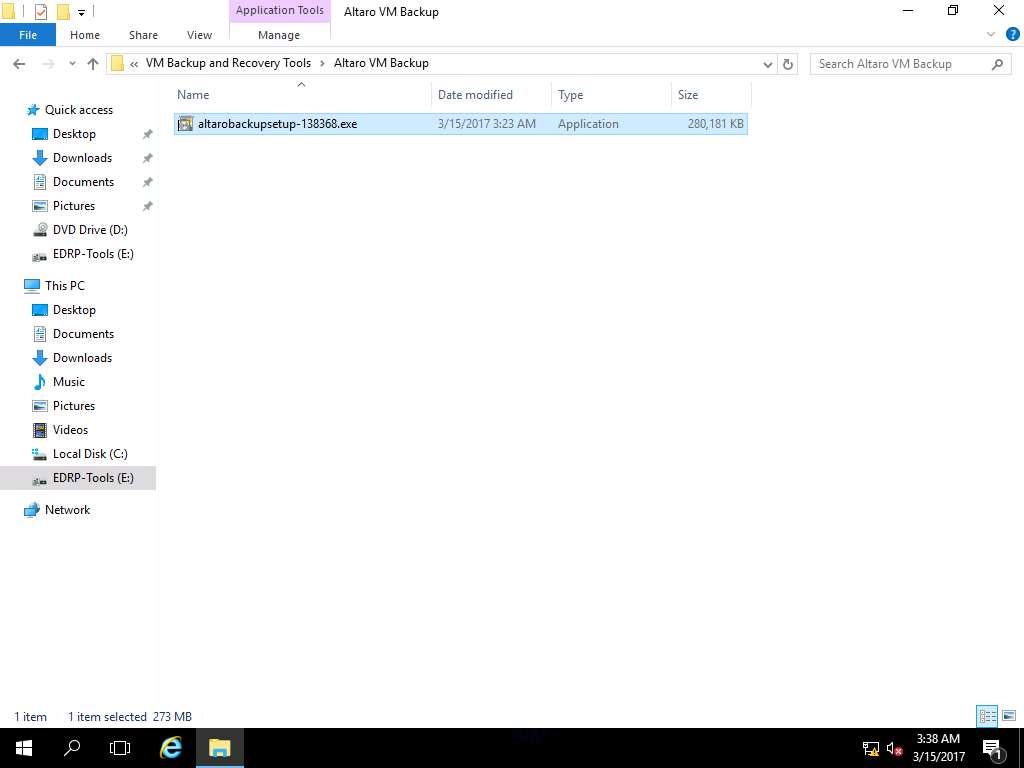 Application Tools
Altaro VM Backup
File
Home
Share
View
Manage
?
« VM Backup and Recovery Tools > Altaro VM Backup
Search Altaro VM Backup
Name
Date modified
Type
Size
altarobackupsetup-138368.exe
3/15/2017 3:23 AM
Application
280,181 KB
Quick access
Desktop
Downloads
Documents
Pictures
DVD Drive (D:)
EDRP-Tools (E:)
This PC
Desktop
Documents
Downloads
Music
Pictures
Videos
Local Disk (C:)
EDRP-Tools (E:)
Network
1 item
1 item selected 273 MB
3:38 AM
3/15/2017
1